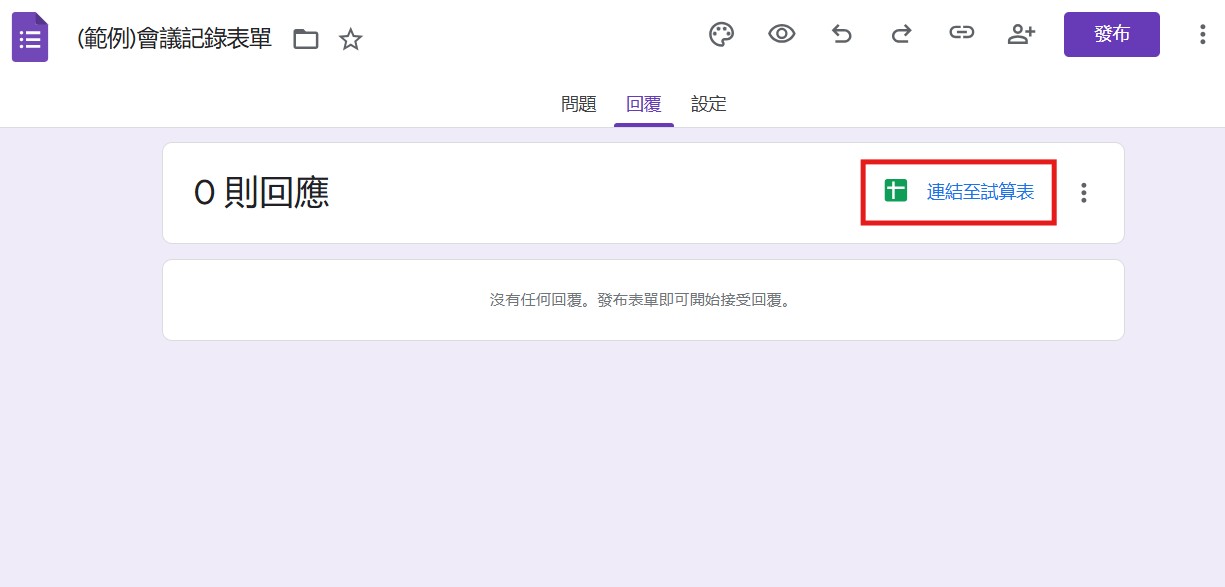 (範例)會議記錄表單
發布
問題 回覆 設定
0 則回應
連結至試算表
沒有任何回覆。發布表單即可開始接受回覆。